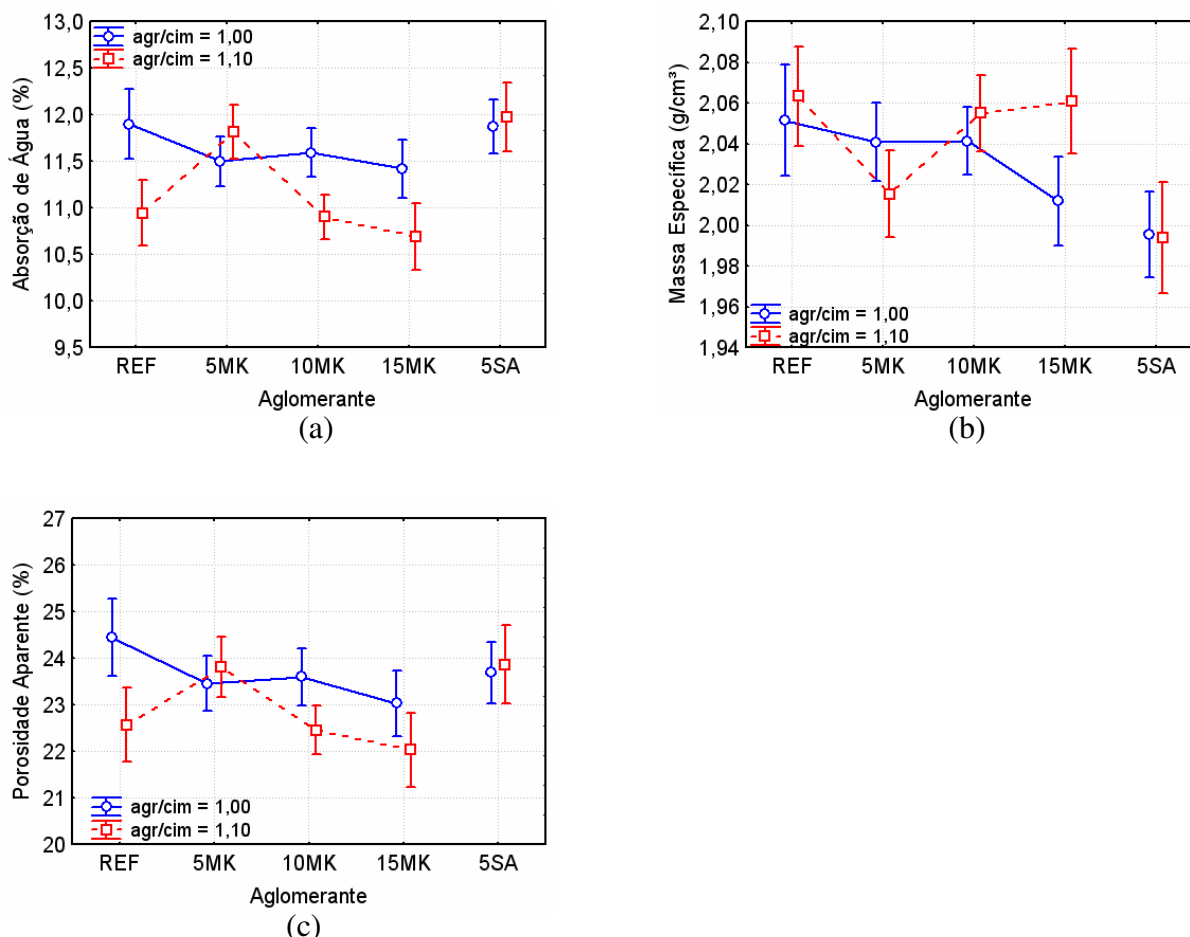 13,0
12,5
12,0
11,5
11,0
10,5
10,0
9,5
Absorção de Água (%)
agr/cim = 1,00
agr/cim = 1,10
REF 5MK 10MK 15MK 5SA
Aglomerante
(a)
2,10
2,08
2,06
2,04
2,02
2,00
1,98
1,96
1,94
Massa Específica (g/cm³)
agr/cim = 1,00
agr/cim = 1,10
REF 5MK 10MK 15MK 5SA
Aglomerante
(b)
27
26
25
24
23
22
21
20
Porosidade Aparente (%)
agr/cim = 1,00
agr/cim = 1,10
REF 5MK 10MK 15MK 5SA
Aglomerante
(c)